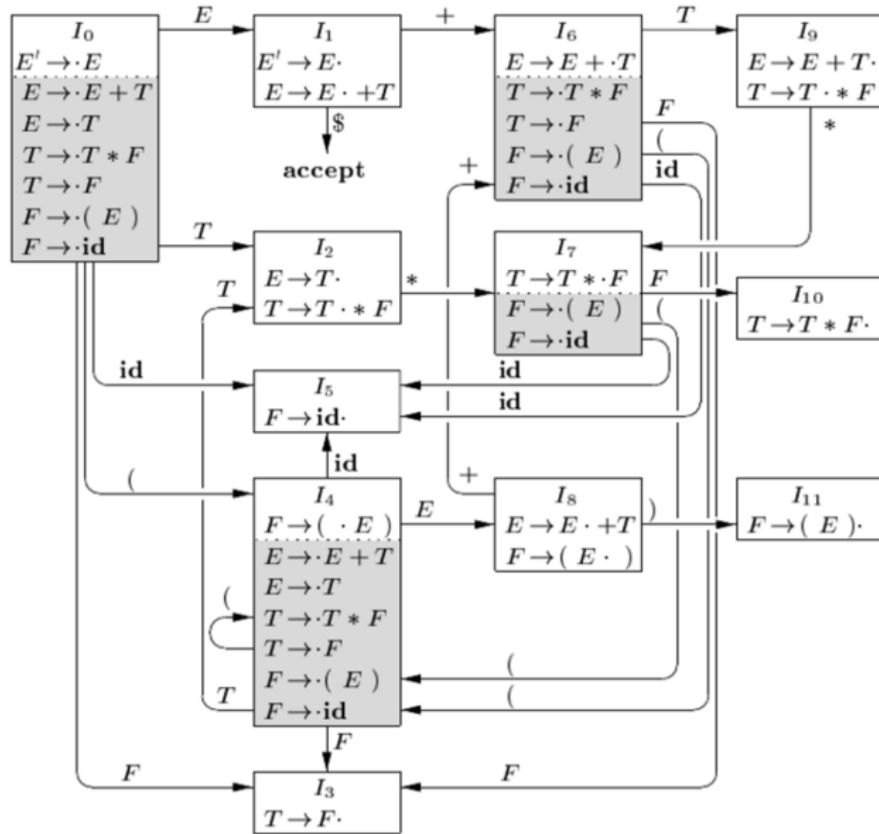 I₀
E′ → · E
E → · E + T
E → · T
T → · T * F
T → · F
F → · ( E )
F → · id
E
I₁
E′ → E ·
E → E · + T
$
accept
+
I₆
E → E + · T
T → · T * F
T → · F
F → · ( E )
F → · id
T
I₉
E → E + T ·
T → T · * F
F
(
id
*
+
T
I₂
E → T ·
T → T · * F
*
I₇
T → T * · F
F → · ( E )
F → · id
F
(
I₁₀
T → T * F ·
T
id
I₅
F → id ·
id
id
id
(
I₄
F → ( · E )
E → · E + T
E → · T
T → · T * F
T → · F
F → · ( E )
F → · id
E
+
I₈
E → E · + T
F → ( E · )
)
I₁₁
F → ( E ) ·
(
T
(
(
F
F
I₃
T → F ·
F